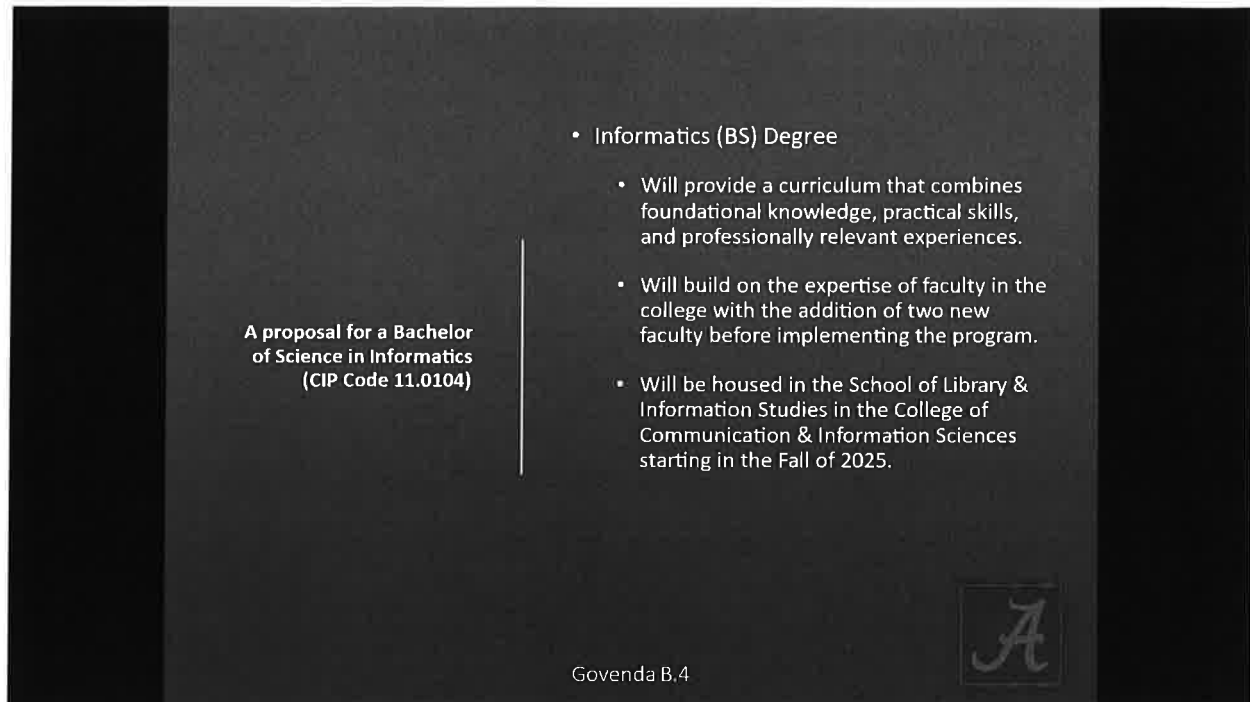 A proposal for a Bachelor
of Science in Informatics
(CIP Code 11.0104)
• Informatics (BS) Degree
• Will provide a curriculum that combines
foundational knowledge, practical skills,
and professionally relevant experiences.
• Will build on the expertise of faculty in the
college with the addition of two new
faculty before implementing the program.
• Will be housed in the School of Library &
Information Studies in the College of
Communication & Information Sciences
starting in the Fall of 2025.
A
Govenda B.4